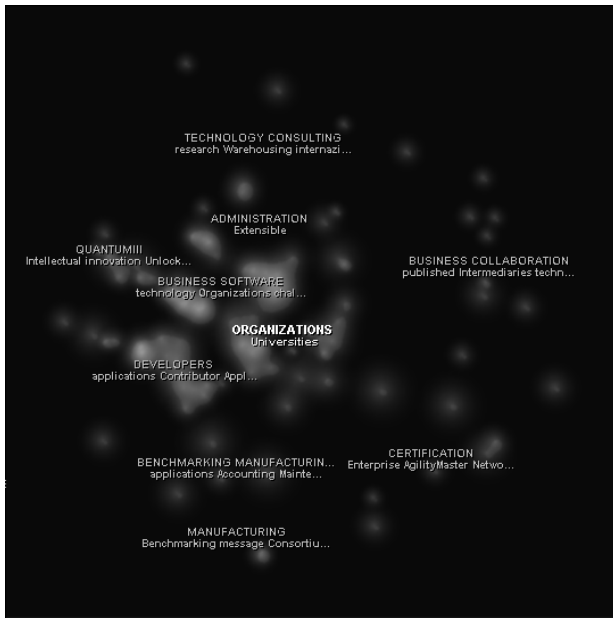 TECHNOLOGY CONSULTING
research Warehousing internazi...
ADMINISTRATION
Extensible
QUANTUMIII
Intellectual innovation Unlock...
BUSINESS COLLABORATION
published Intermediaries techn...
BUSINESS SOFTWARE
technology Organizations chal...
ORGANIZATIONS
Universities
DEVELOPERS
applications Contributor Appl...
BENCHMARKING MANUFACTURIN...
applications Accounting Mainte...
CERTIFICATION
Enterprise AgilityMaster Netwo...
MANUFACTURING
Benchmarking message Consortiu...